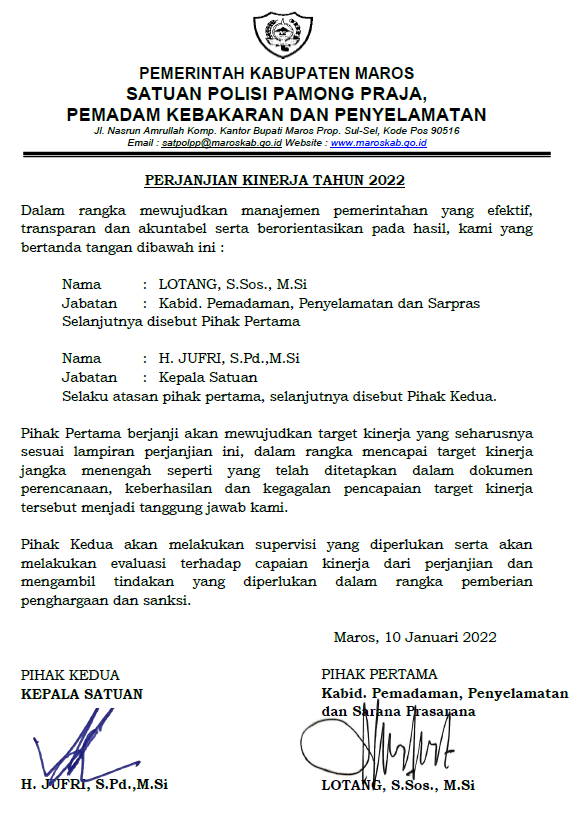 PEMERINTAH KABUPATEN MAROS
SATUAN POLISI PAMONG PRAJA,
PEMADAM KEBAKARAN DAN PENYELAMATAN
Jl. Nasrun Amrullah Komp. Kantor Bupati Maros Prop. Sul-Sel, Kode Pos 90516
Email : satpolpp@maroskab.go.id Website : www.maroskab.go.id
PERJANJIAN KINERJA TAHUN 2022
Dalam rangka mewujudkan manajemen pemerintahan yang efektif,
transparan dan akuntabel serta berorientasikan pada hasil, kami yang
bertanda tangan dibawah ini :
Nama : LOTANG, S.Sos., M.Si
Jabatan : Kabid. Pemadaman, Penyelamatan dan Sarpras
Selanjutnya disebut Pihak Pertama
Nama : H. JUFRI, S.Pd.,M.Si
Jabatan : Kepala Satuan
Selaku atasan pihak pertama, selanjutnya disebut Pihak Kedua.
Pihak Pertama berjanji akan mewujudkan target kinerja yang seharusnya
sesuai lampiran perjanjian ini, dalam rangka mencapai target kinerja
jangka menengah seperti yang telah ditetapkan dalam dokumen
perencanaan, keberhasilan dan kegagalan pencapaian target kinerja
tersebut menjadi tanggung jawab kami.
Pihak Kedua akan melakukan supervisi yang diperlukan serta akan
melakukan evaluasi terhadap capaian kinerja dari perjanjian dan
mengambil tindakan yang diperlukan dalam rangka pemberian
penghargaan dan sanksi.
Maros, 10 Januari 2022
PIHAK KEDUA
KEPALA SATUAN
H. JUFRI, S.Pd.,M.Si
PIHAK PERTAMA
Kabid. Pemadaman, Penyelamatan
dan Sarana Prasarana
LOTANG, S.Sos., M.Si